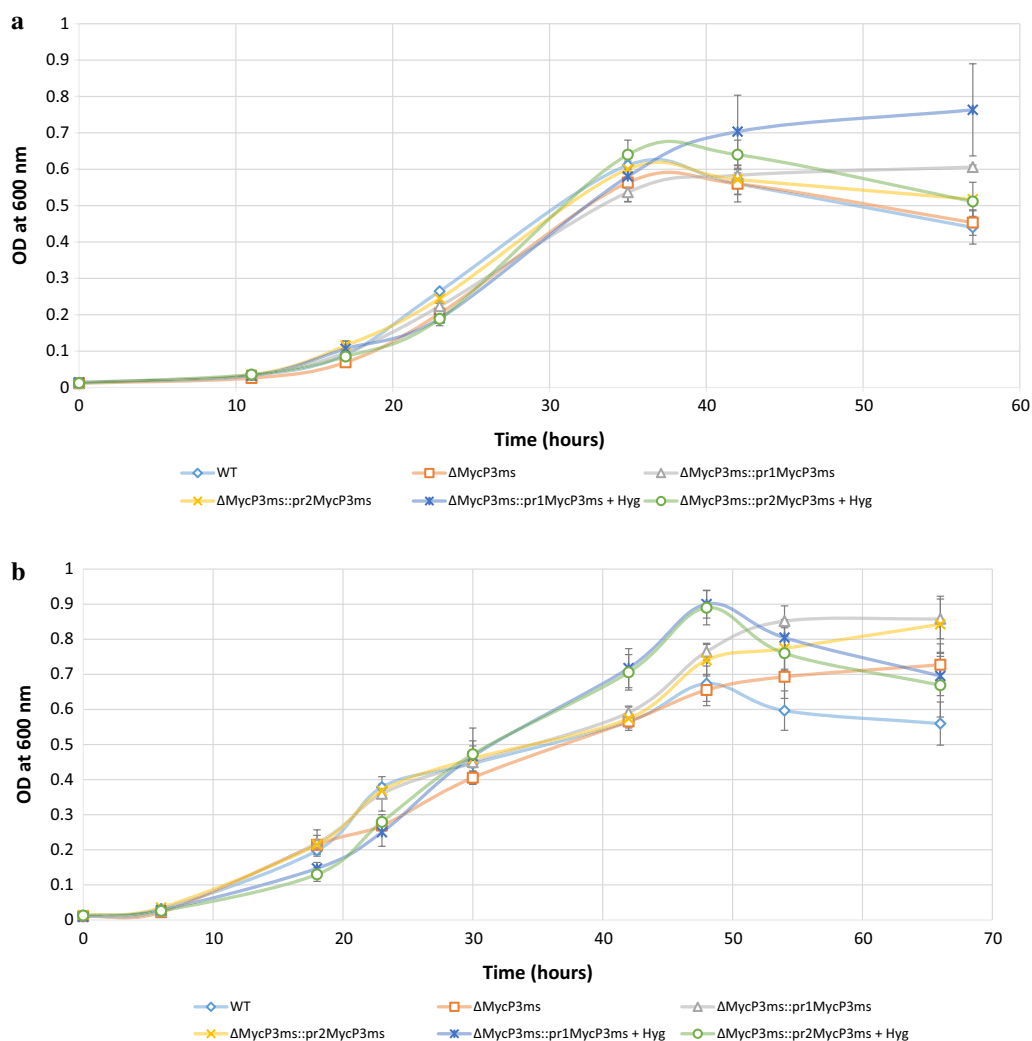 a
1
0.9
0.8
0.7
0.6
0.5
0.4
0.3
0.2
0.1
0
OD at 600 nm
0 10 20 30 40 50 60
Time (hours)
WT ΔMycP3ms ΔMycP3ms::pr1MycP3ms
ΔMycP3ms::pr2MycP3ms ΔMycP3ms::pr1MycP3ms + Hyg ΔMycP3ms::pr2MycP3ms + Hyg
b
1
0.9
0.8
0.7
0.6
0.5
0.4
0.3
0.2
0.1
0
OD at 600 nm
0 10 20 30 40 50 60 70
Time (hours)
WT ΔMycP3ms ΔMycP3ms::pr1MycP3ms
ΔMycP3ms::pr2MycP3ms ΔMycP3ms::pr1MycP3ms + Hyg ΔMycP3ms::pr2MycP3ms + Hyg